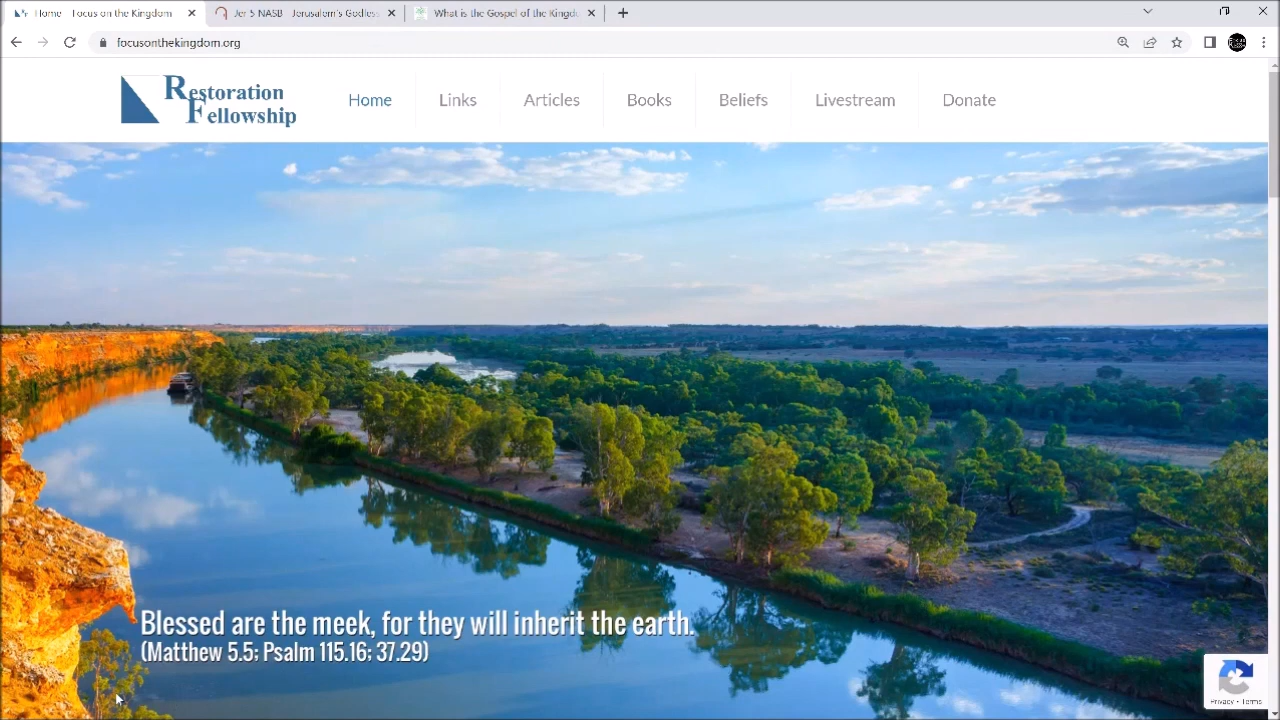 Home - Focus on the Kingdom
Jer 5 NASB - Jerusalem's Godless
What is the Gospel of the Kingdo
focusonthekingdom.org
Restoration
Fellowship
Home
Links
Articles
Books
Beliefs
Livestream
Donate
Blessed are the meek, for they will inherit the earth.
(Matthew 5.5; Psalm 115.16; 37.29)
Privacy - Terms